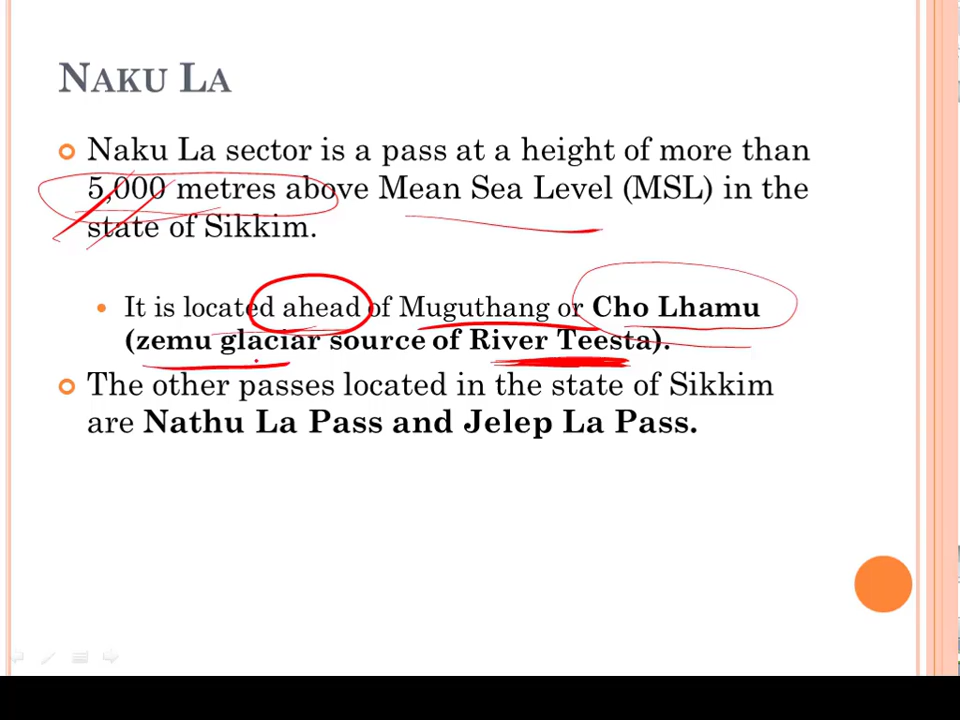 NAKU LA
Naku La sector is a pass at a height of more than
5,000 metres above Mean Sea Level (MSL) in the
state of Sikkim.
It is located ahead of Muguthang or Cho Lhamu
(zemu glaciar source of River Teesta).
The other passes located in the state of Sikkim
are Nathu La Pass and Jelep La Pass.